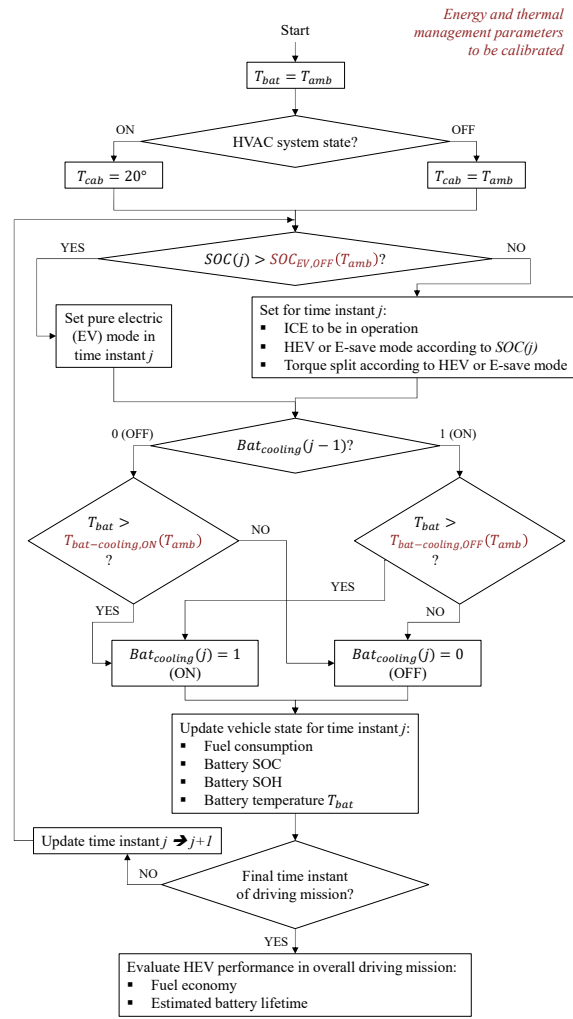 Energy and thermal
management parameters
to be calibrated
Start
T_bat = T_amb
HVAC system state?
ON
OFF
T_cab = 20°
T_cab = T_amb
SOC(j) > SOC_EV,OFF(T_amb)?
YES
NO
Set pure electric
(EV) mode in
time instant j
Set for time instant j:
▪ ICE to be in operation
▪ HEV or E-save mode according to SOC(j)
▪ Torque split according to HEV or E-save mode
0 (OFF)
Bat_cooling(j − 1)?
1 (ON)
T_bat >
T_bat−cooling,ON(T_amb)
?
NO
YES
T_bat >
T_bat−cooling,OFF(T_amb)
?
YES
NO
Bat_cooling(j) = 1
(ON)
Bat_cooling(j) = 0
(OFF)
Update vehicle state for time instant j:
▪ Fuel consumption
▪ Battery SOC
▪ Battery SOH
▪ Battery temperature T_bat
Update time instant j ➔ j+1
NO
Final time instant
of driving mission?
YES
Evaluate HEV performance in overall driving mission:
▪ Fuel economy
▪ Estimated battery lifetime